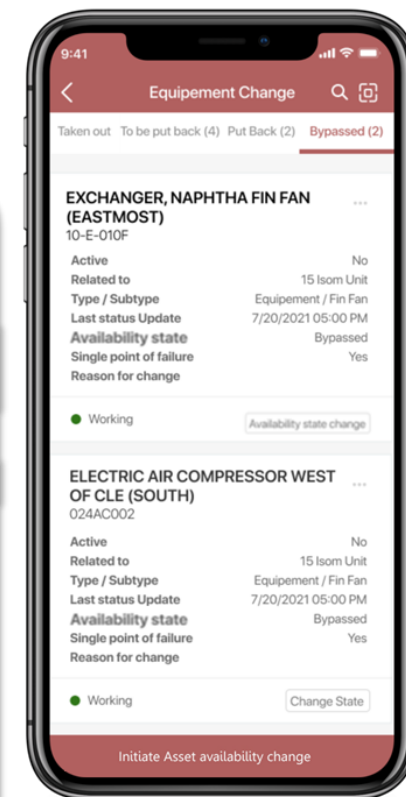 9:41
Equipement Change
Taken out To be put back (4) Put Back (2) Bypassed (2)
EXCHANGER, NAPHTHA FIN FAN
(EASTMOST)
10-E-010F
Active No
Related to 15 Isom Unit
Type / Subtype Equipement / Fin Fan
Last status Update 7/20/2021 05:00 PM
Availability state Bypassed
Single point of failure Yes
Reason for change
Working Availability state change
ELECTRIC AIR COMPRESSOR WEST
OF CLE (SOUTH)
024AC002
Active No
Related to 15 Isom Unit
Type / Subtype Equipement / Fin Fan
Last status Update 7/20/2021 05:00 PM
Availability state Bypassed
Single point of failure Yes
Reason for change
Working Change State
Initiate Asset availability change